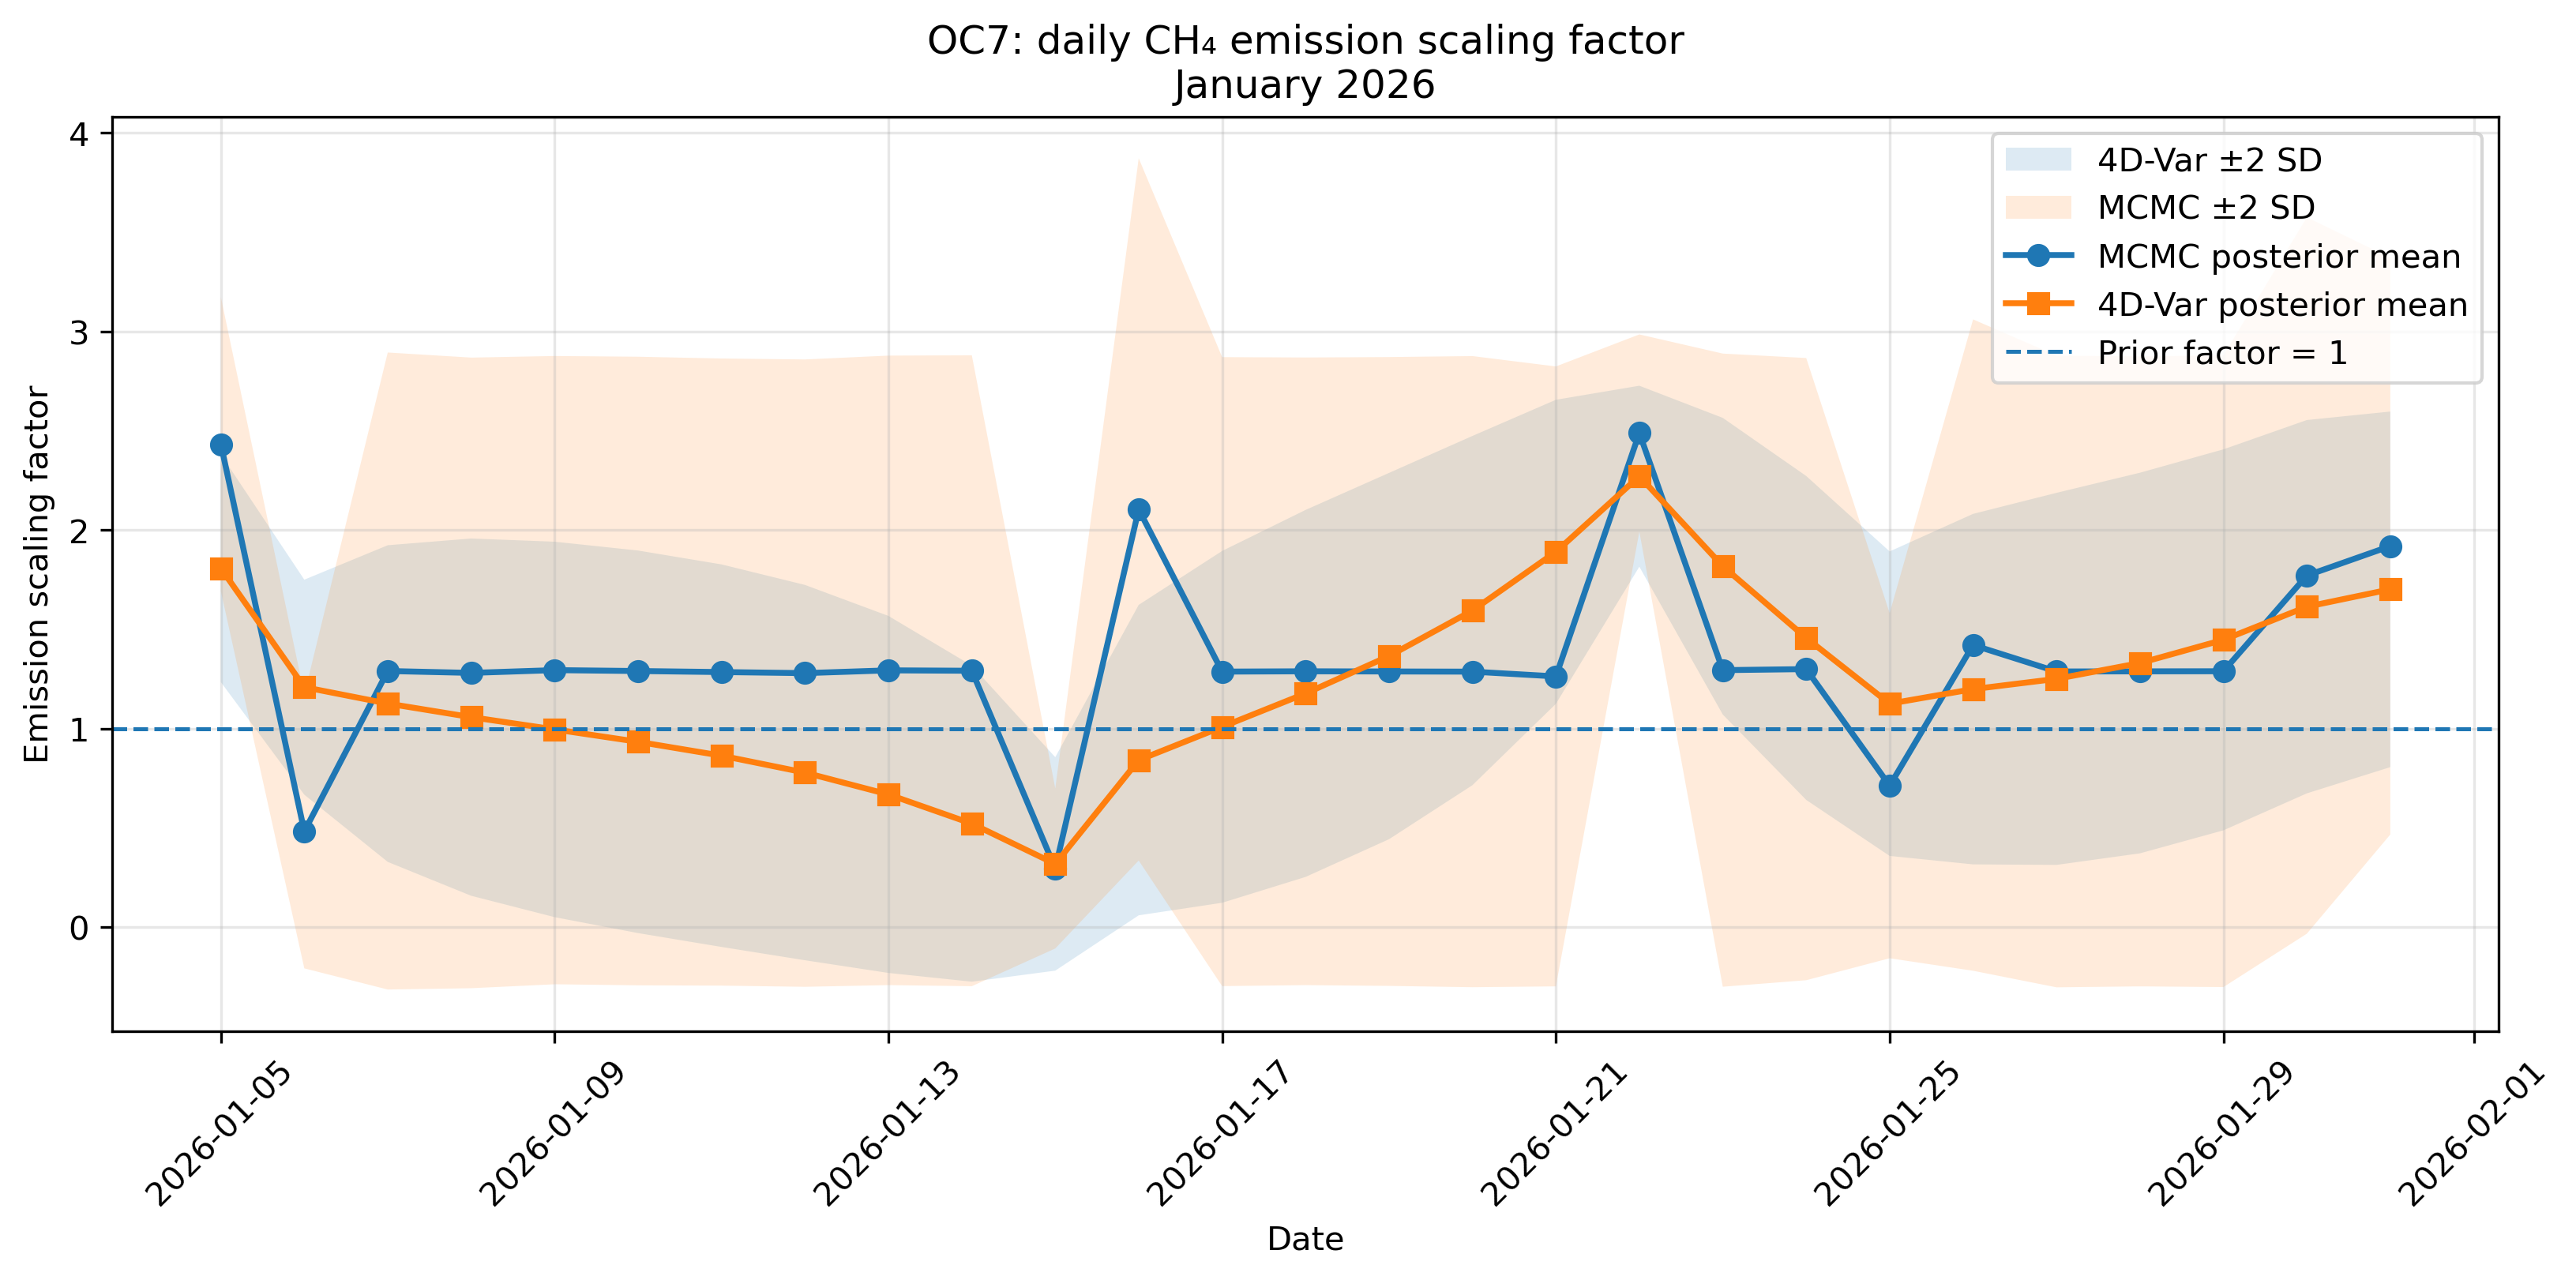 OC7: daily CH₄ emission scaling factor
January 2026
Emission scaling factor
4
3
2
1
0
4D-Var ±2 SD
MCMC ±2 SD
MCMC posterior mean
4D-Var posterior mean
Prior factor = 1
2026-01-05
2026-01-09
2026-01-13
2026-01-17
2026-01-21
2026-01-25
2026-01-29
2026-02-01
Date